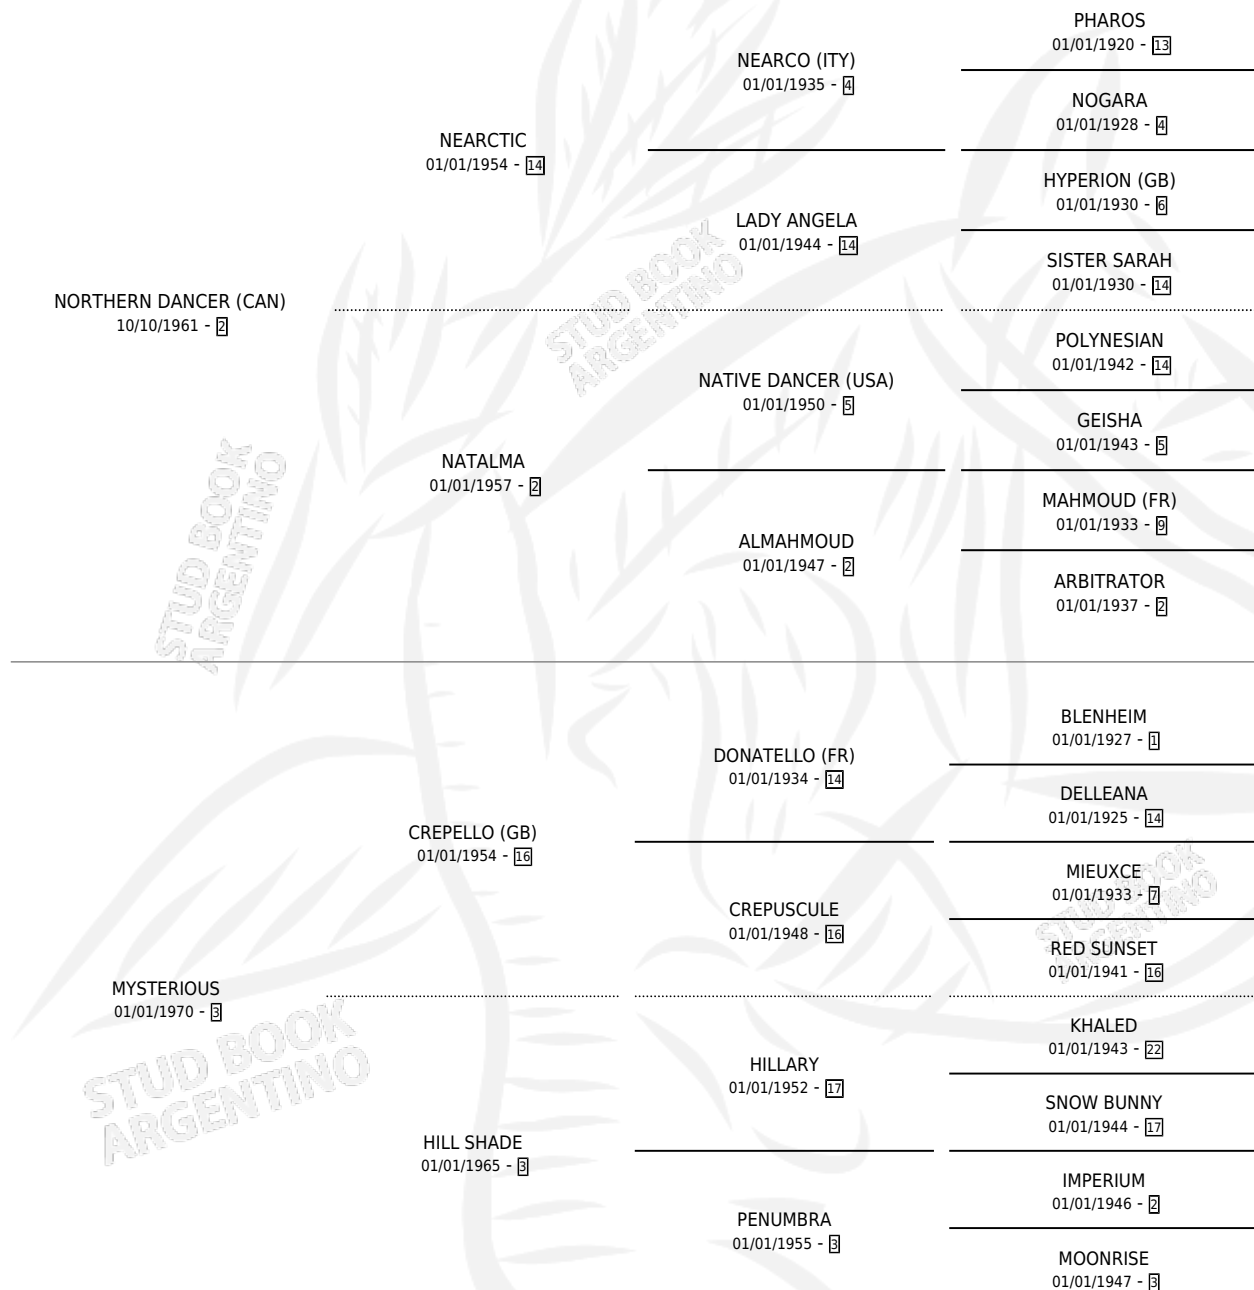 PHAROS
01/01/1920 - 13
NEARCO (ITY)
01/01/1935 - 4
NOGARA
01/01/1928 - 4
NEARCTIC
01/01/1954 - 14
HYPERION (GB)
01/01/1930 - 6
LADY ANGELA
01/01/1944 - 14
SISTER SARAH
01/01/1930 - 14
NORTHERN DANCER (CAN)
10/10/1961 - 2
STUD BOOK
ARGENTINO
POLYNESIAN
01/01/1942 - 14
NATIVE DANCER (USA)
01/01/1950 - 5
GEISHA
01/01/1943 - 5
NATALMA
01/01/1957 - 2
MAHMOUD (FR)
01/01/1933 - 9
ALMAHMOUD
01/01/1947 - 2
ARBITRATOR
01/01/1937 - 2
STUD BOOK
ARGENTINO
BLENHEIM
01/01/1927 - 1
DONATELLO (FR)
01/01/1934 - 14
DELLEANA
01/01/1925 - 14
CREPELLO (GB)
01/01/1954 - 16
MIEUXCE
01/01/1933 - 7
CREPUSCULE
01/01/1948 - 16
RED SUNSET
01/01/1941 - 16
STUD BOOK
ARGENTINO
MYSTERIOUS
01/01/1970 - 3
STUD BOOK
ARGENTINO
KHALED
01/01/1943 - 22
HILLARY
01/01/1952 - 17
SNOW BUNNY
01/01/1944 - 17
HILL SHADE
01/01/1965 - 3
IMPERIUM
01/01/1946 - 2
PENUMBRA
01/01/1955 - 3
MOONRISE
01/01/1947 - 3